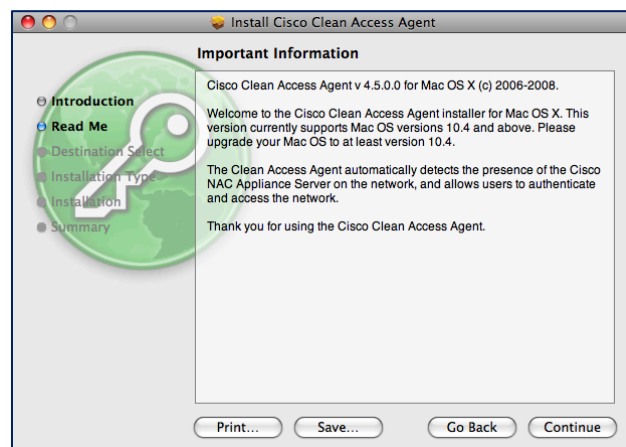 Install Cisco Clean Access Agent
Important Information
Introduction
Read Me
Destination Select
Installation Type
Installation
Summary
Cisco Clean Access Agent v 4.5.0.0 for Mac OS X (c) 2006-2008.
Welcome to the Cisco Clean Access Agent installer for Mac OS X. This
version currently supports Mac OS versions 10.4 and above. Please
upgrade your Mac OS to at least version 10.4.
The Clean Access Agent automatically detects the presence of the Cisco
NAC Appliance Server on the network, and allows users to authenticate
and access the network.
Thank you for using the Cisco Clean Access Agent.
Print...
Save...
Go Back
Continue